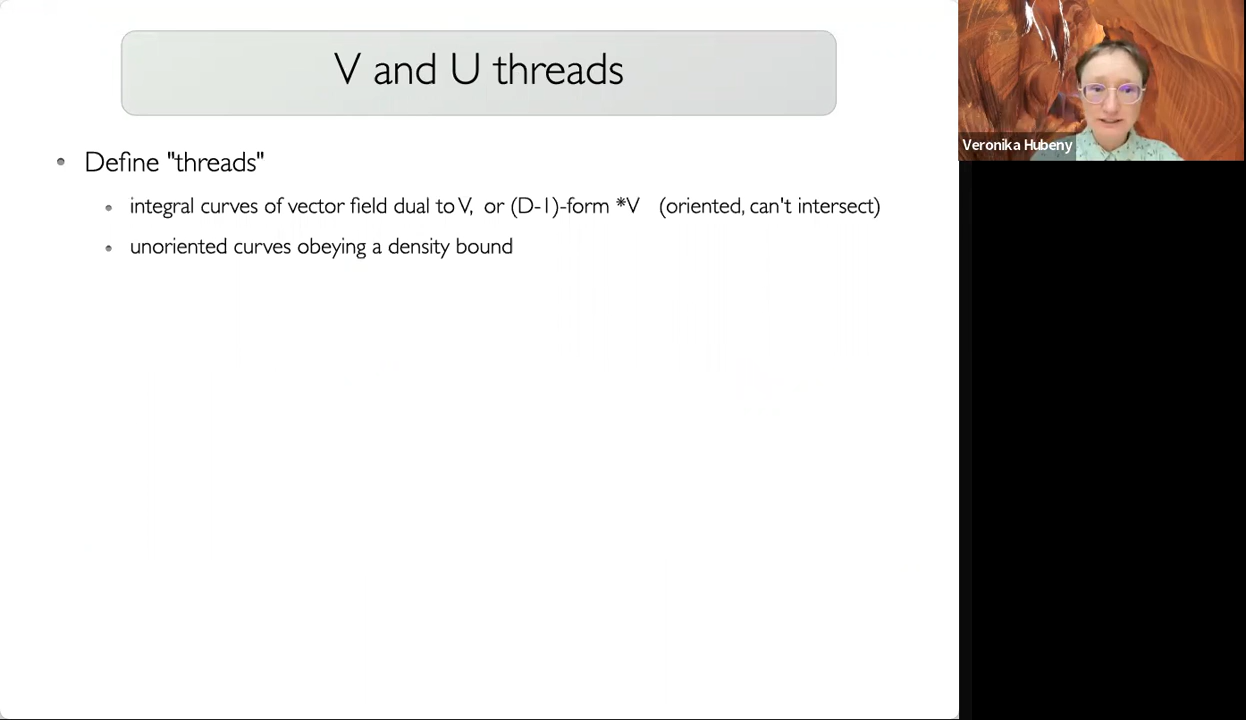 V and U threads
Define "threads"
integral curves of vector field dual to V, or (D-1)-form *V (oriented, can't intersect)
unoriented curves obeying a density bound
Veronika Hubeny